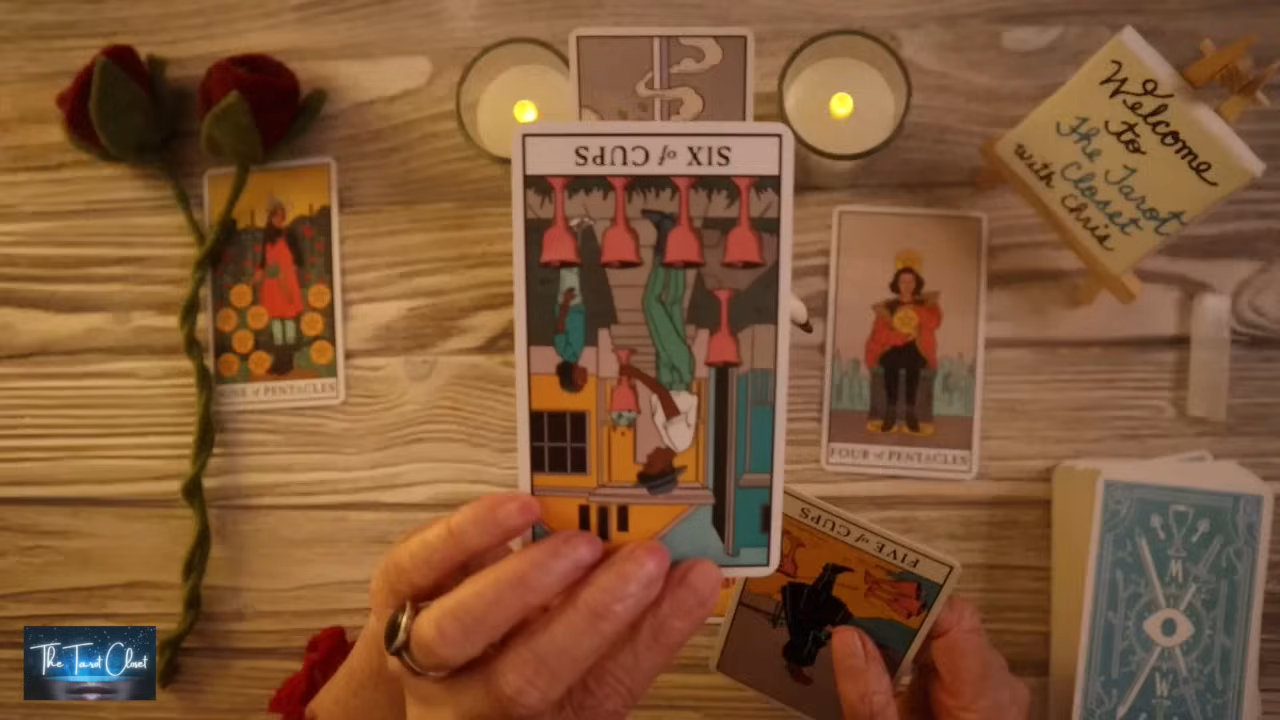 SIX of CUPS
Welcome
to
The Tarot
Closet
with Chris
of PENTACLES
FOUR of PENTACLES
FIVE of CUPS
M
W
The Tarot Closet